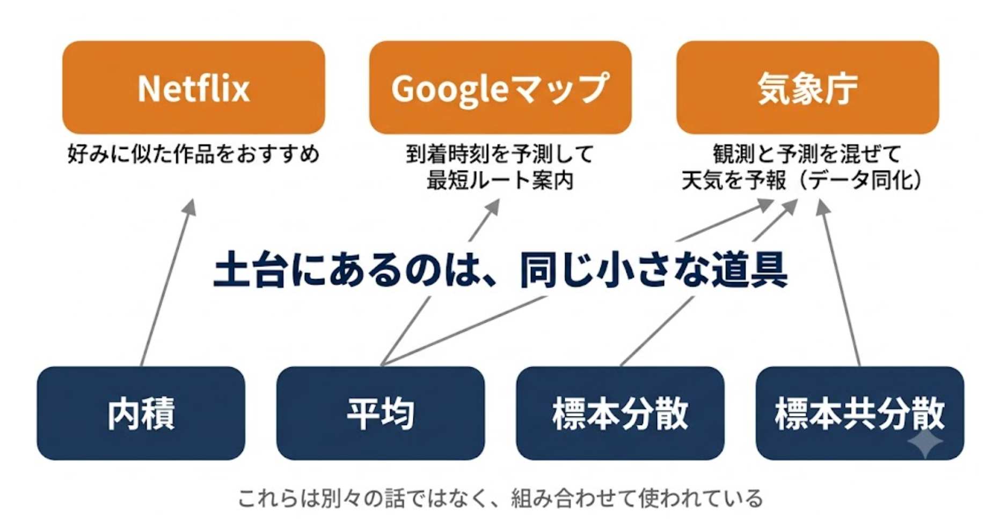 Netflix
Googleマップ
気象庁
好みに似た作品をおすすめ
到着時刻を予測して
最短ルート案内
観測と予測を混ぜて
天気を予報（データ同化）
土台にあるのは、同じ小さな道具
内積
平均
標本分散
標本共分散
これらは別々の話ではなく、組み合わせて使われている